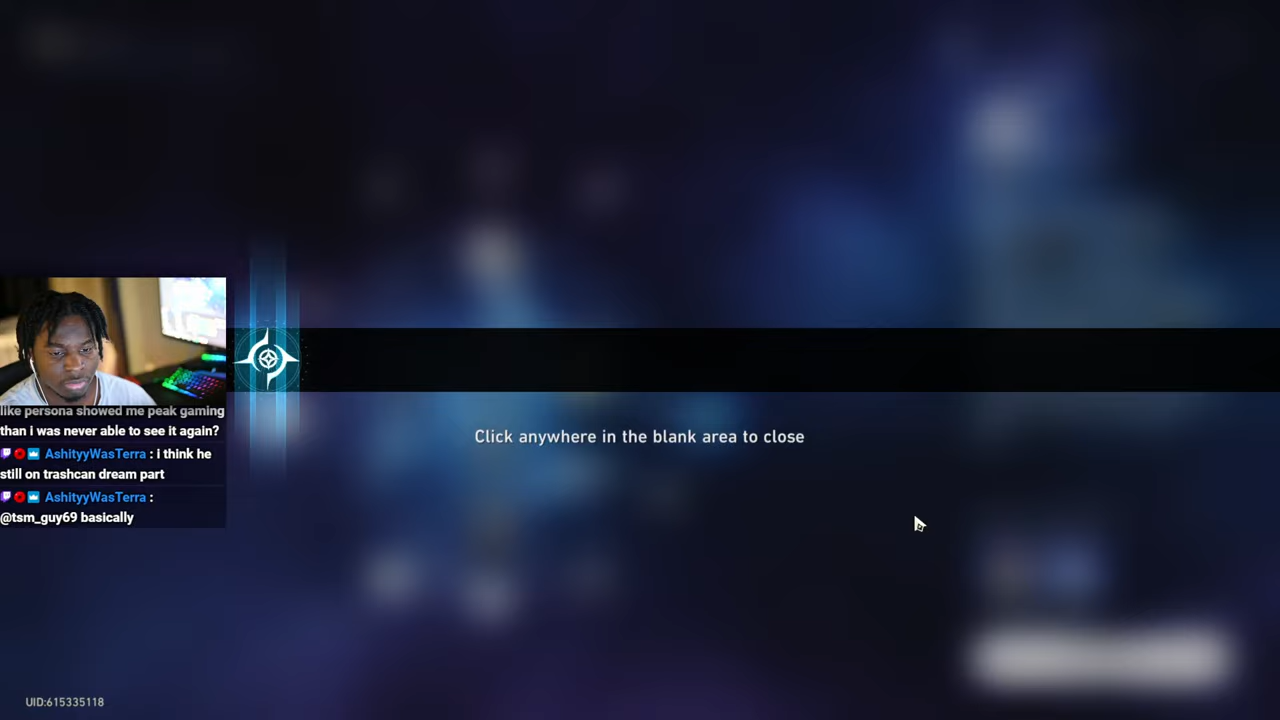 like persona showed me peak gaming
than i was never able to see it again?
AshityyWasTerra : i think he
still on trashcan dream part
AshityyWasTerra :
@tsm_guy69 basically
Click anywhere in the blank area to close
UID:615335118